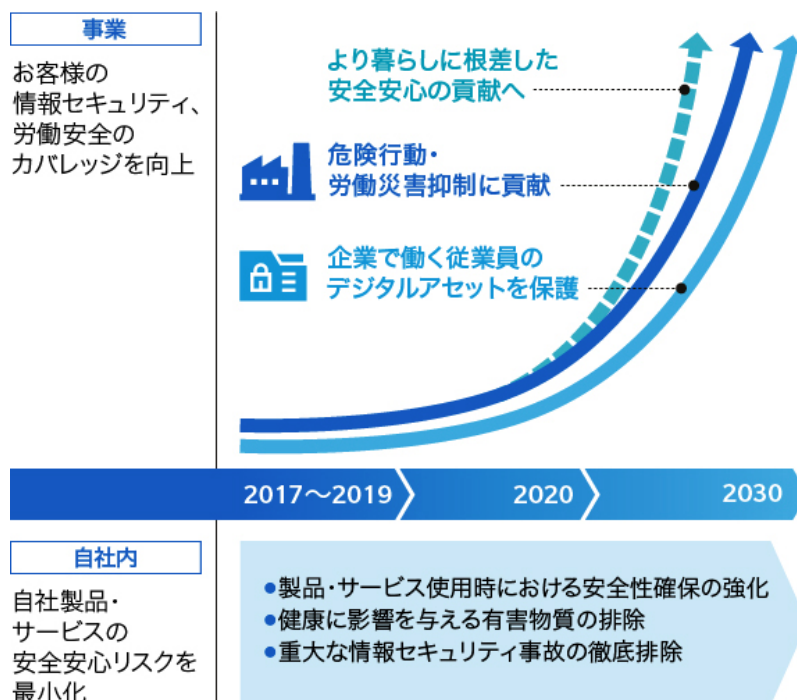 事業
お客様の
情報セキュリティ、
労働安全の
カバレッジを向上
より暮らしに根差した
安全安心の貢献へ
危険行動・
労働災害抑制に貢献
企業で働く従業員の
デジタルアセットを保護
2017～2019
2020
2030
自社内
自社製品・
サービスの
安全安心リスクを
最小化
●製品・サービス使用時における安全性確保の強化
●健康に影響を与える有害物質の排除
●重大な情報セキュリティ事故の徹底排除